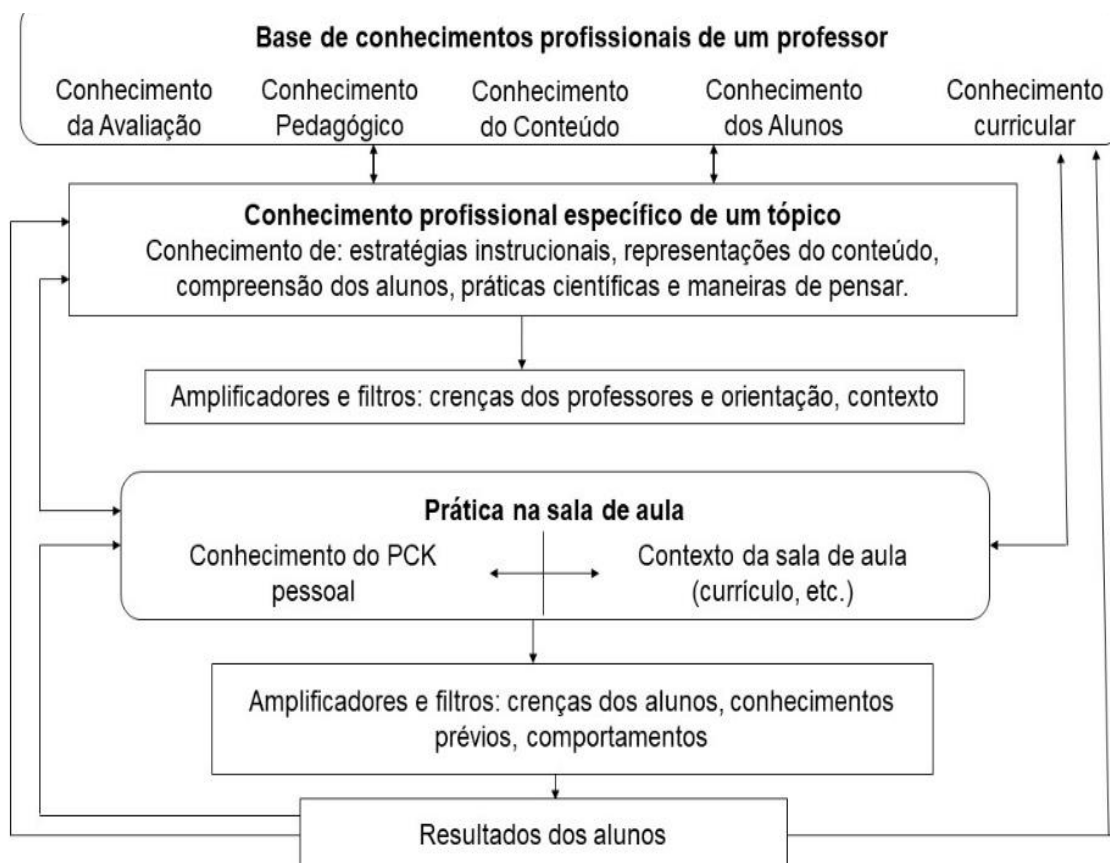 Base de conhecimentos profissionais de um professor
Conhecimento da Avaliação
Conhecimento Pedagógico
Conhecimento do Conteúdo
Conhecimento dos Alunos
Conhecimento curricular
Conhecimento profissional específico de um tópico
Conhecimento de: estratégias instrucionais, representações do conteúdo,
compreensão dos alunos, práticas científicas e maneiras de pensar.
Amplificadores e filtros: crenças dos professores e orientação, contexto
Prática na sala de aula
Conhecimento do PCK
pessoal
Contexto da sala de aula
(currículo, etc.)
Amplificadores e filtros: crenças dos alunos, conhecimentos
prévios, comportamentos
Resultados dos alunos